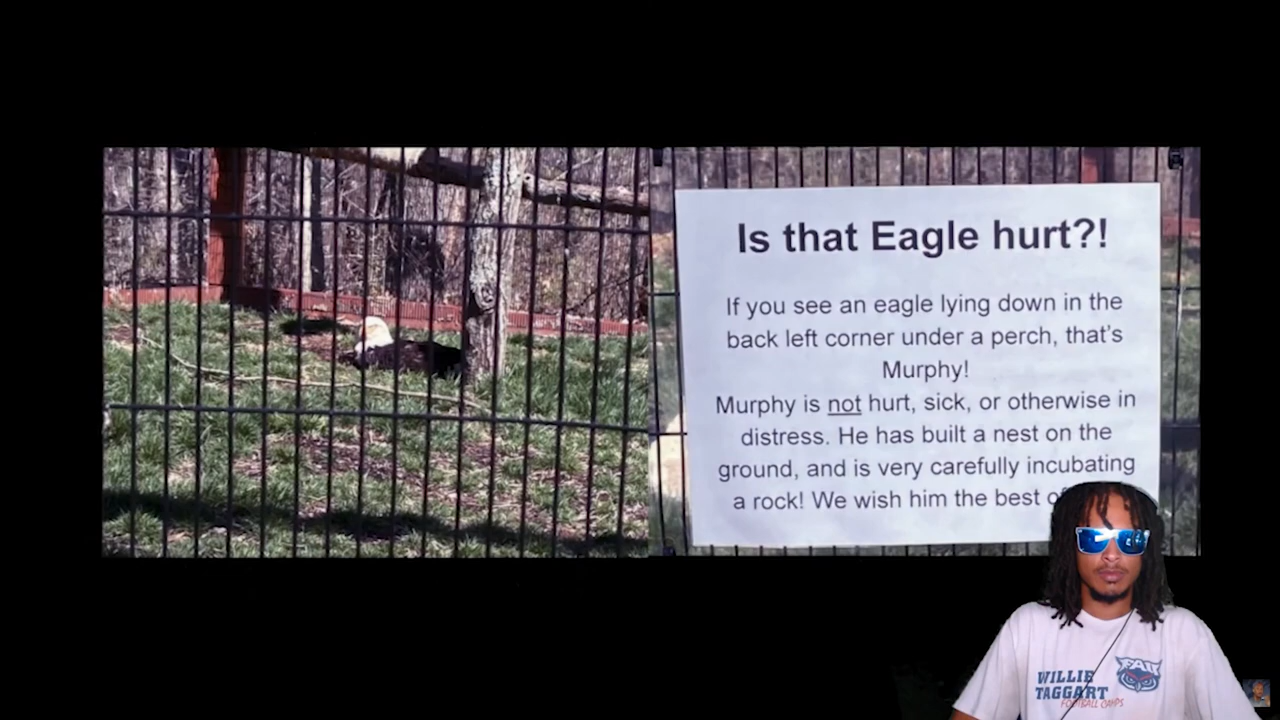 Is that Eagle hurt?!
If you see an eagle lying down in the
back left corner under a perch, that's
Murphy!
Murphy is not hurt, sick, or otherwise in
distress. He has built a nest on the
ground, and is very carefully incubating
a rock! We wish him the best
WILLIE
TAGGART
FOOTBALL CAMPS
FAU